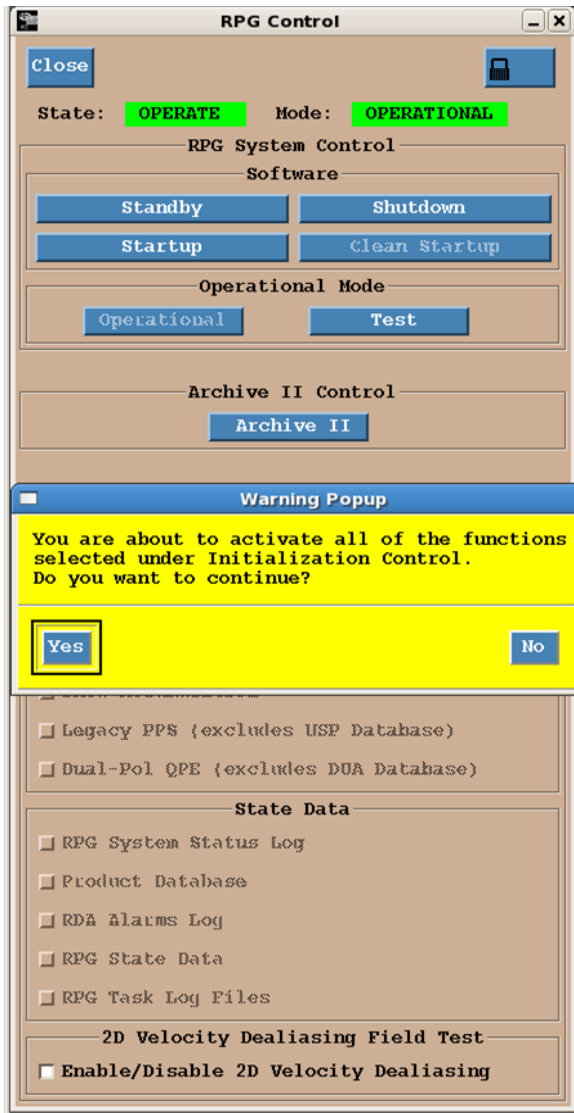 RPG Control
Close
State: OPERATE Mode: OPERATIONAL
RPG System Control
Software
Standby Shutdown
Startup Clean Startup
Operational Mode
Operational Test
Archive II Control
Archive II
Warning Popup
You are about to activate all of the functions
selected under Initialization Control.
Do you want to continue?
Yes No
Legacy PPS (excludes USP Database)
Dual-Pol QPE (excludes DUA Database)
State Data
RPG System Status Log
Product Database
RDA Alarms Log
RPG State Data
RPG Task Log Files
2D Velocity Dealiasing Field Test
Enable/Disable 2D Velocity Dealiasing